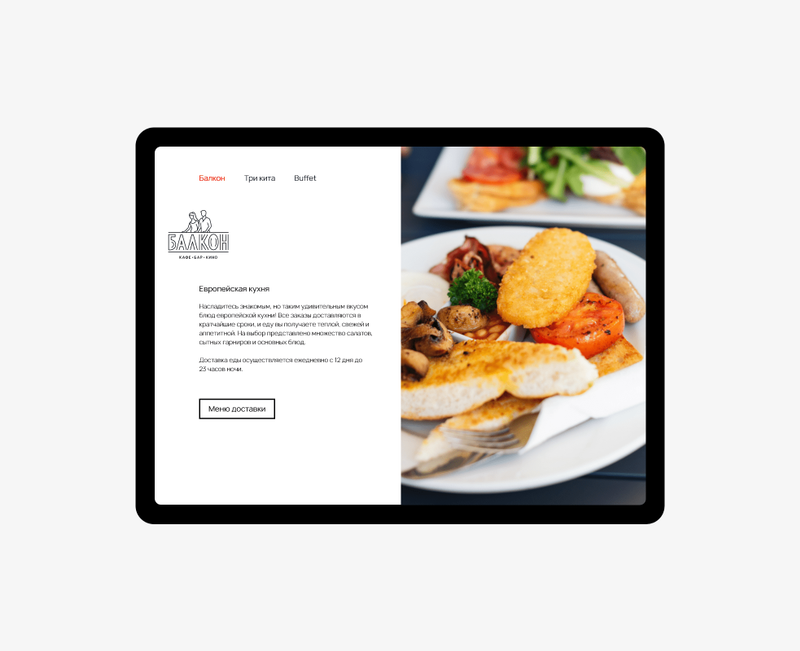 Балкон Три кита Buffet
БАЛКОН
КАФЕ•БАР•КИНО
Европейская кухня
Насладитесь знакомым, но таким удивительным вкусом
блюд европейской кухни! Все заказы доставляются в
кратчайшие сроки, и еду вы получаете теплой, свежей и
аппетитной. На выбор представлено множество салатов,
сытных гарниров и основных блюд.
Доставка еды осуществляется ежедневно с 12 дня до
23 часов ночи.
Меню доставки